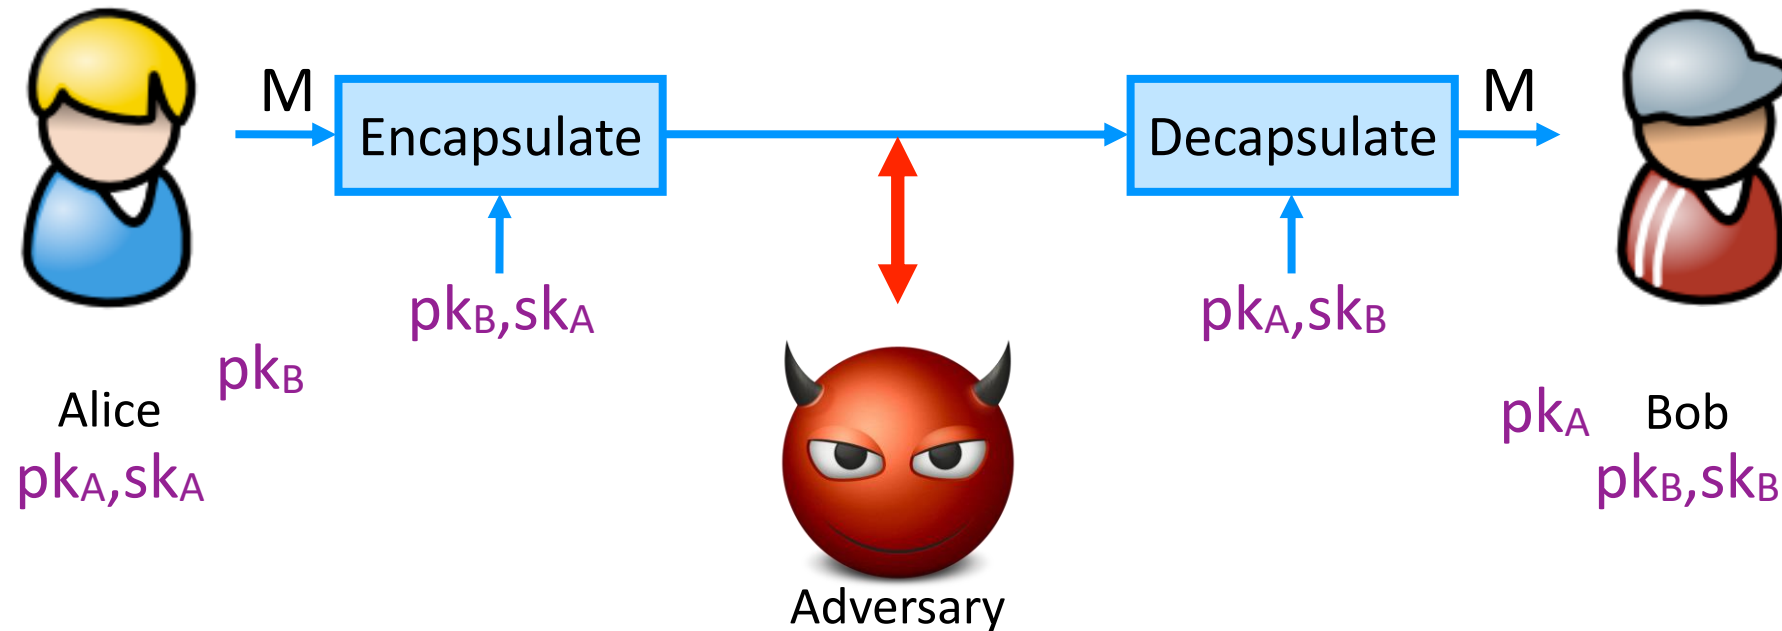 M
M
Encapsulate
Decapsulate
pkB,skA
pkA,skB
pkB
Alice
pkA
Bob
pkA,skA
pkB,skB
Adversary